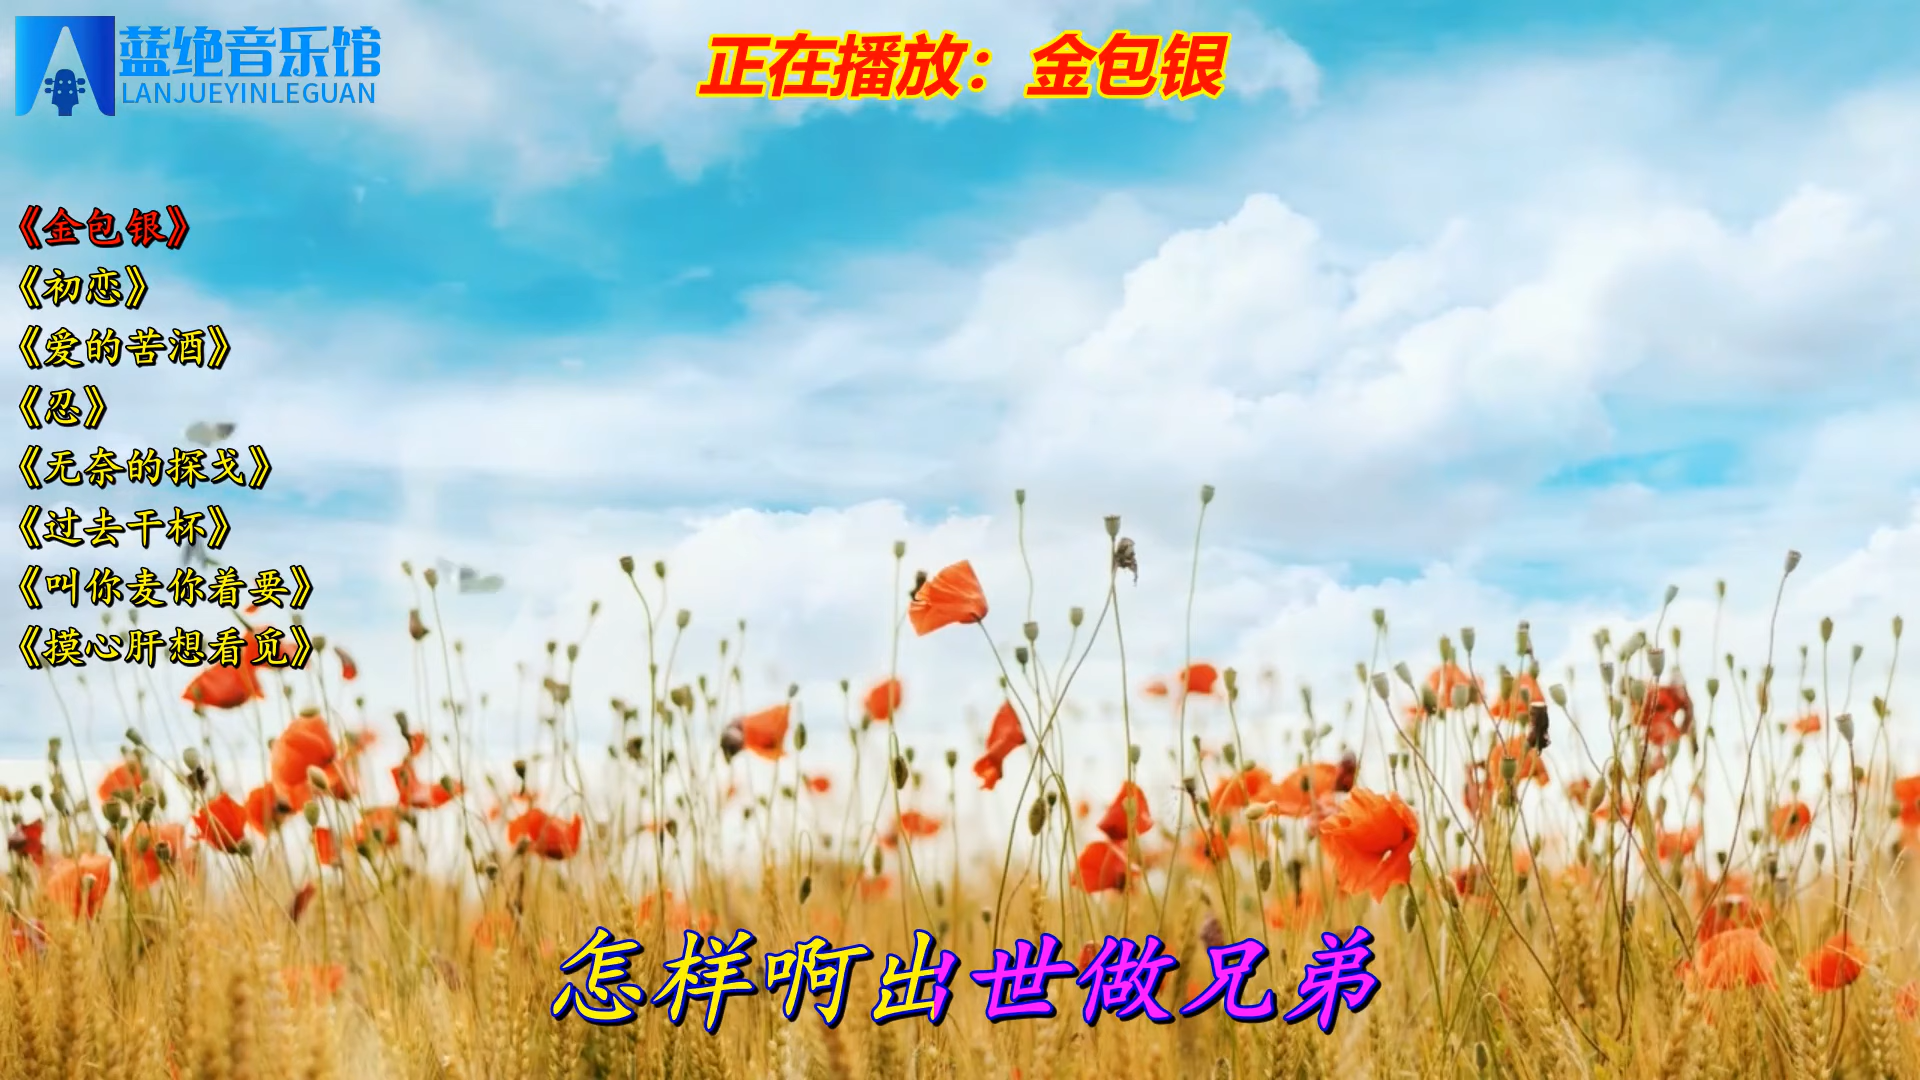 蓝绝音乐馆
LANJUEYINLEGUAN
正在播放：金包银
《金包银》
《初恋》
《爱的苦酒》
《忍》
《无奈的探戈》
《过去干杯》
《叫你麦你着要》
《摸心肝想看觅》
怎样啊出世做兄弟